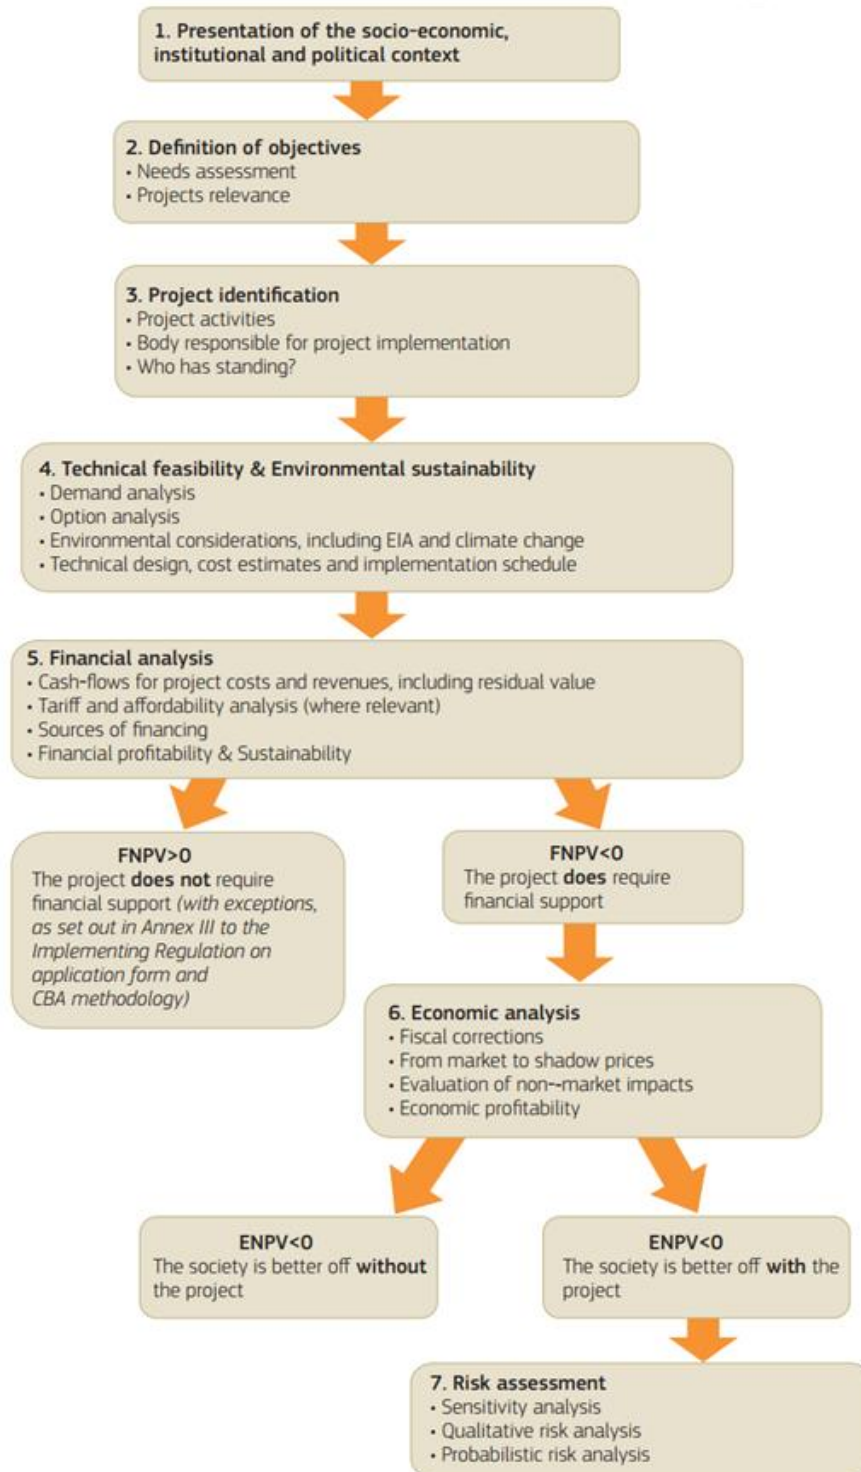 1. Presentation of the socio-economic,
institutional and political context
2. Definition of objectives
• Needs assessment
• Projects relevance
3. Project identification
• Project activities
• Body responsible for project implementation
• Who has standing?
4. Technical feasibility & Environmental sustainability
• Demand analysis
• Option analysis
• Environmental considerations, including EIA and climate change
• Technical design, cost estimates and implementation schedule
5. Financial analysis
• Cash-flows for project costs and revenues, including residual value
• Tariff and affordability analysis (where relevant)
• Sources of financing
• Financial profitability & Sustainability
FNPV>0
The project does not require
financial support (with exceptions,
as set out in Annex III to the
Implementing Regulation on
application form and
CBA methodology)
FNPV<0
The project does require
financial support
6. Economic analysis
• Fiscal corrections
• From market to shadow prices
• Evaluation of non--market impacts
• Economic profitability
ENPV<0
The society is better off without
the project
ENPV<0
The society is better off with the
project
7. Risk assessment
• Sensitivity analysis
• Qualitative risk analysis
• Probabilistic risk analysis